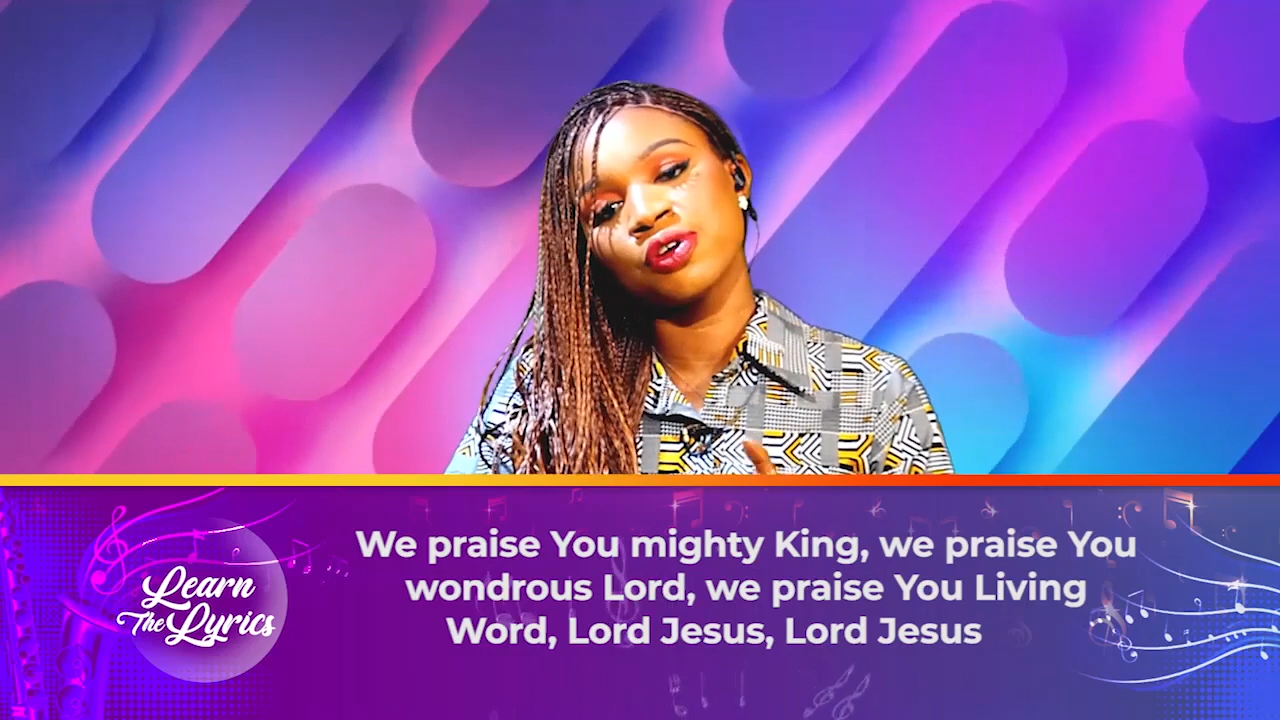 We praise You mighty King, we praise You
wondrous Lord, we praise You Living
Word, Lord Jesus, Lord Jesus
Learn
The Lyrics